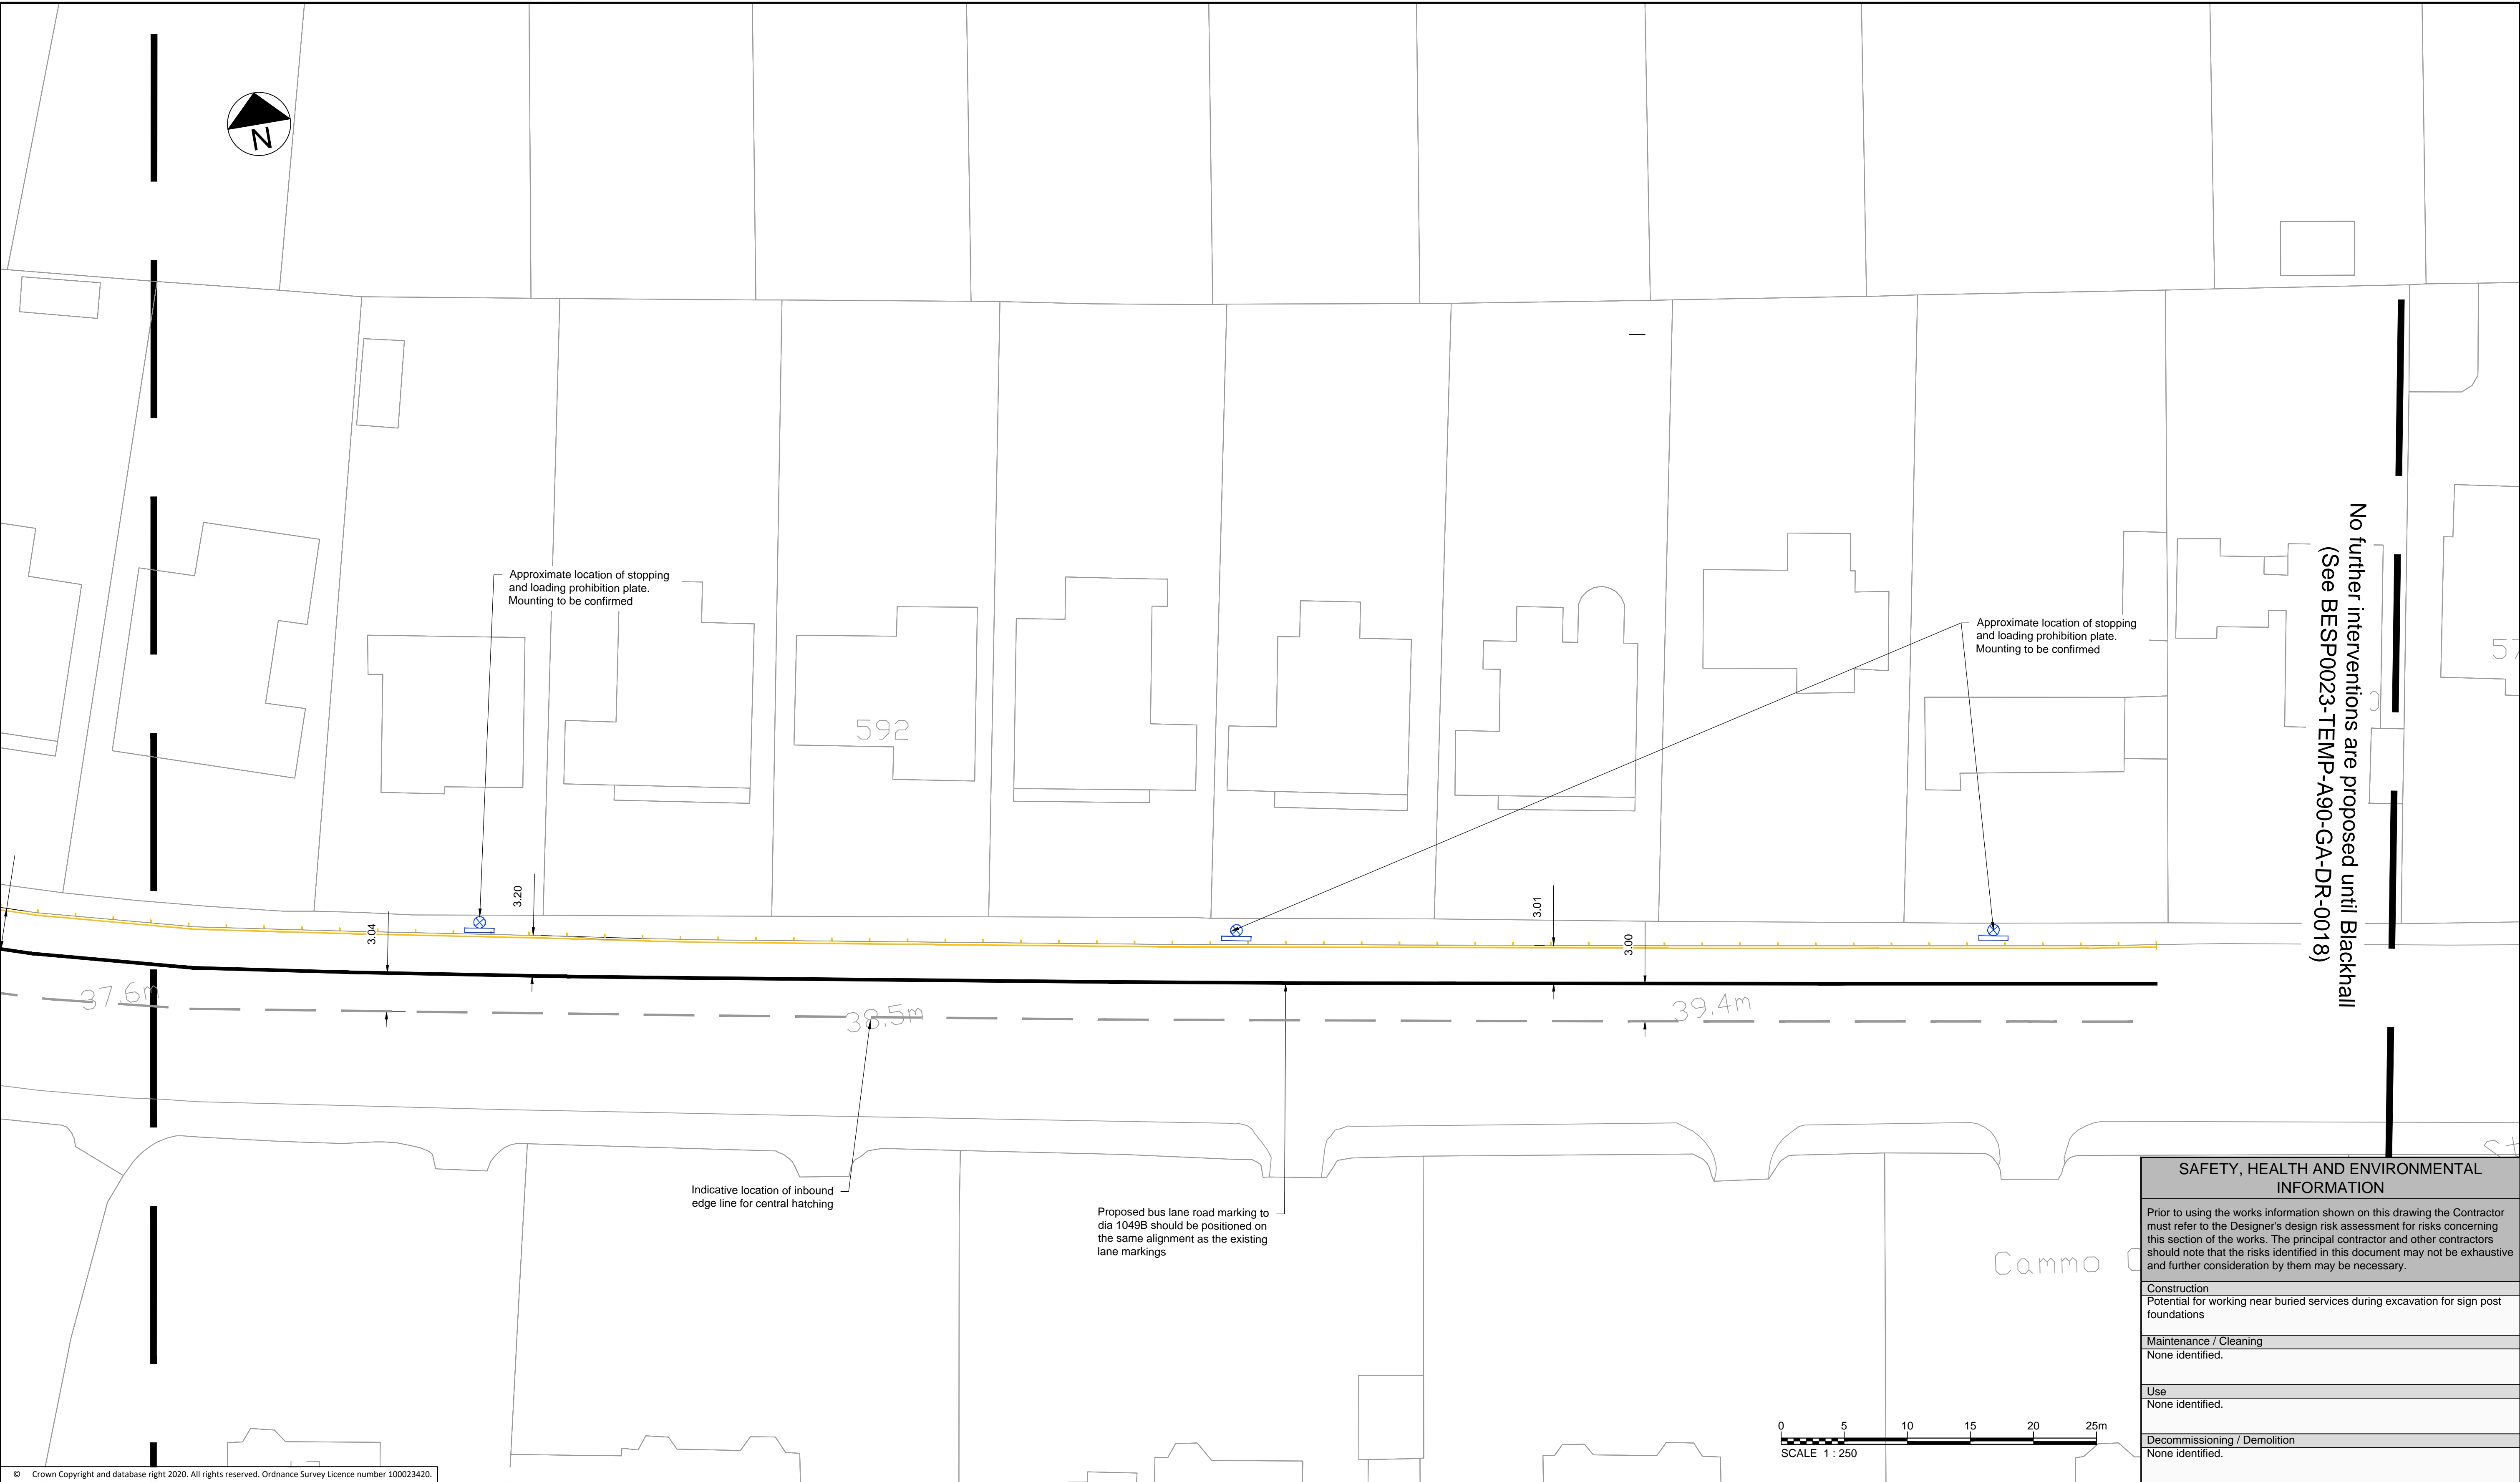 N
Approximate location of stopping
and loading prohibition plate.
Mounting to be confirmed
Approximate location of stopping
and loading prohibition plate.
Mounting to be confirmed
No further interventions are proposed until Blackhall
(See BESP0023-TEMP-A90-GA-DR-0018)
592
3.04
3.20
3.01
3.00
37.6m
38.5m
39.4m
Indicative location of inbound
edge line for central hatching
Proposed bus lane road marking to
dia 1049B should be positioned on
the same alignment as the existing
lane markings
Cammo
0 5 10 15 20 25m
SCALE 1 : 250
SAFETY, HEALTH AND ENVIRONMENTAL
INFORMATION
Prior to using the works information shown on this drawing the Contractor
must refer to the Designer's design risk assessment for risks concerning
this section of the works. The principal contractor and other contractors
should note that the risks identified in this document may not be exhaustive
and further consideration by them may be necessary.
Construction
Potential for working near buried services during excavation for sign post
foundations
Maintenance / Cleaning
None identified.
Use
None identified.
Decommissioning / Demolition
None identified.
© Crown Copyright and database right 2020. All rights reserved. Ordnance Survey Licence number 100023420.